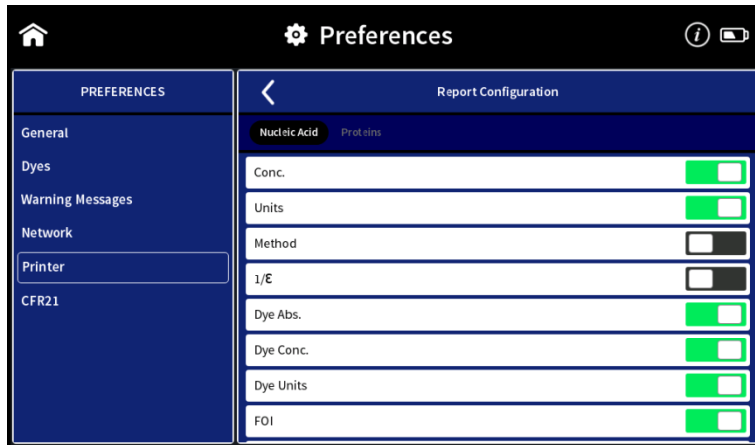 Preferences
i
PREFERENCES
General
Dyes
Warning Messages
Network
Printer
CFR21
Report Configuration
Nucleic Acid Proteins
Conc.
Units
Method
1/Ɛ
Dye Abs.
Dye Conc.
Dye Units
FOI